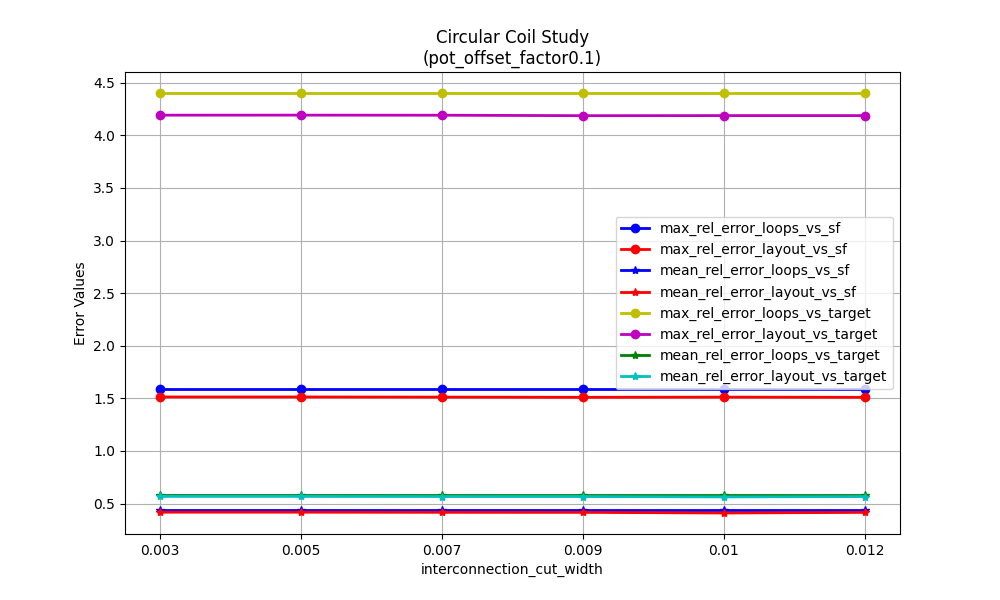 Circular Coil Study
(pot_offset_factor0.1)
Error Values
4.5
4.0
3.5
3.0
2.5
2.0
1.5
1.0
0.5
max_rel_error_loops_vs_sf
max_rel_error_layout_vs_sf
mean_rel_error_loops_vs_sf
mean_rel_error_layout_vs_sf
max_rel_error_loops_vs_target
max_rel_error_layout_vs_target
mean_rel_error_loops_vs_target
mean_rel_error_layout_vs_target
0.003 0.005 0.007 0.009 0.01 0.012
interconnection_cut_width